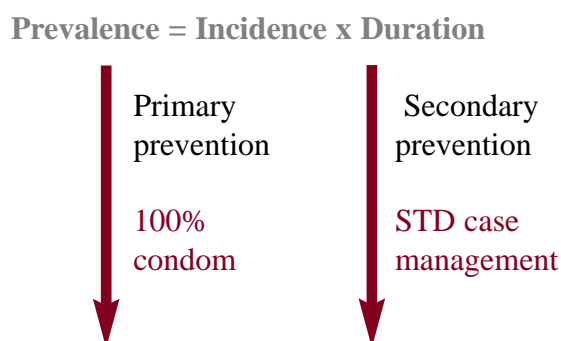 Prevalence = Incidence x Duration
Primary
prevention
100%
condom
Secondary
prevention
STD case
management